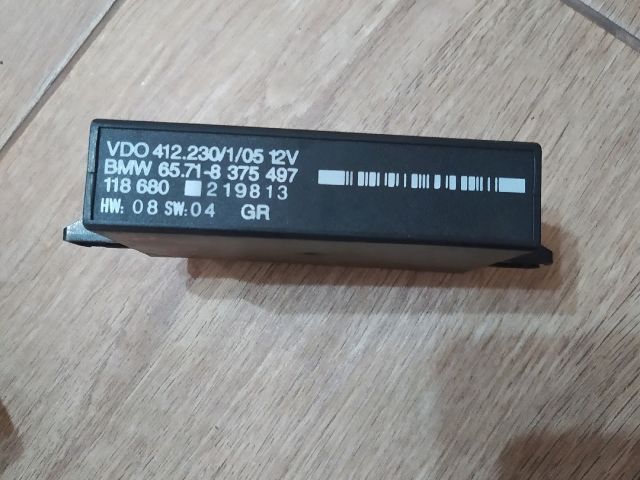 VDO 412.230/1/05 12V
BMW 65.71-8 375 497
118 680 219813
HW: 08 SW: 04 GR